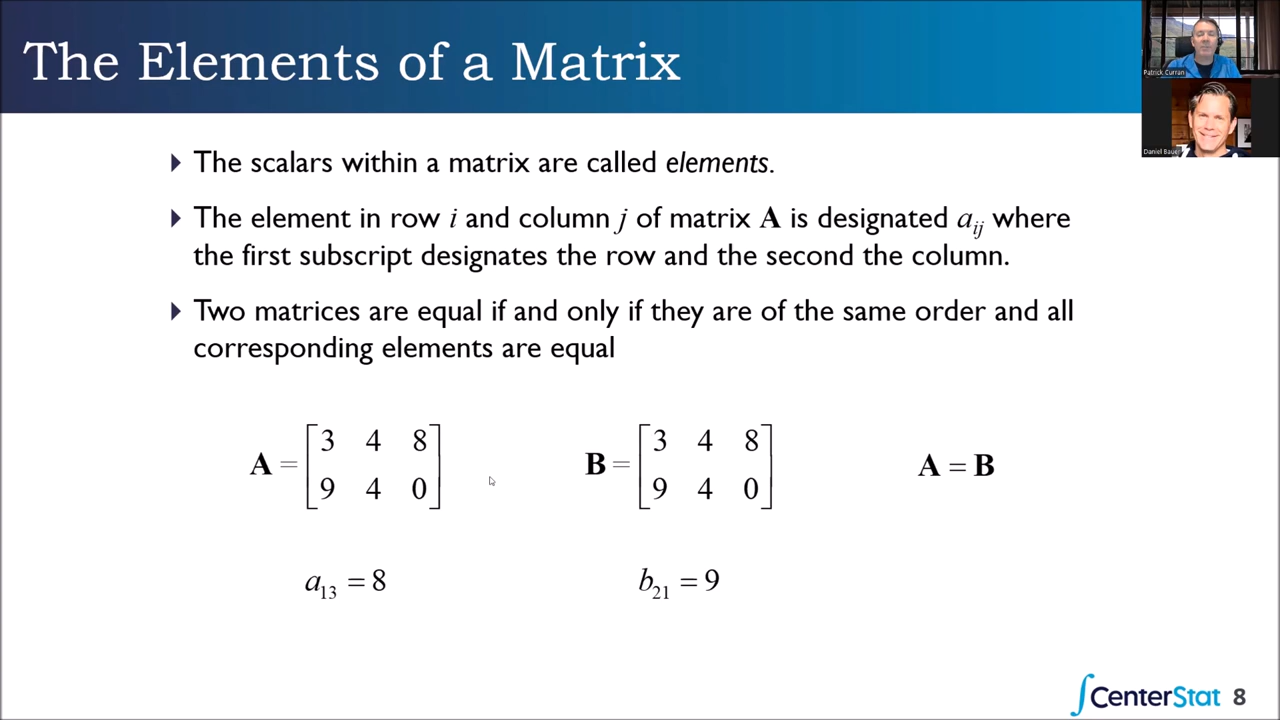 The Elements of a Matrix
Patrick Curran
Daniel Bauer
The scalars within a matrix are called elements.
The element in row i and column j of matrix A is designated aij where
the first subscript designates the row and the second the column.
Two matrices are equal if and only if they are of the same order and all
corresponding elements are equal
A = [3 4 8
9 4 0]
B = [3 4 8
9 4 0]
A = B
a13 = 8
b21 = 9
∫CenterStat 8